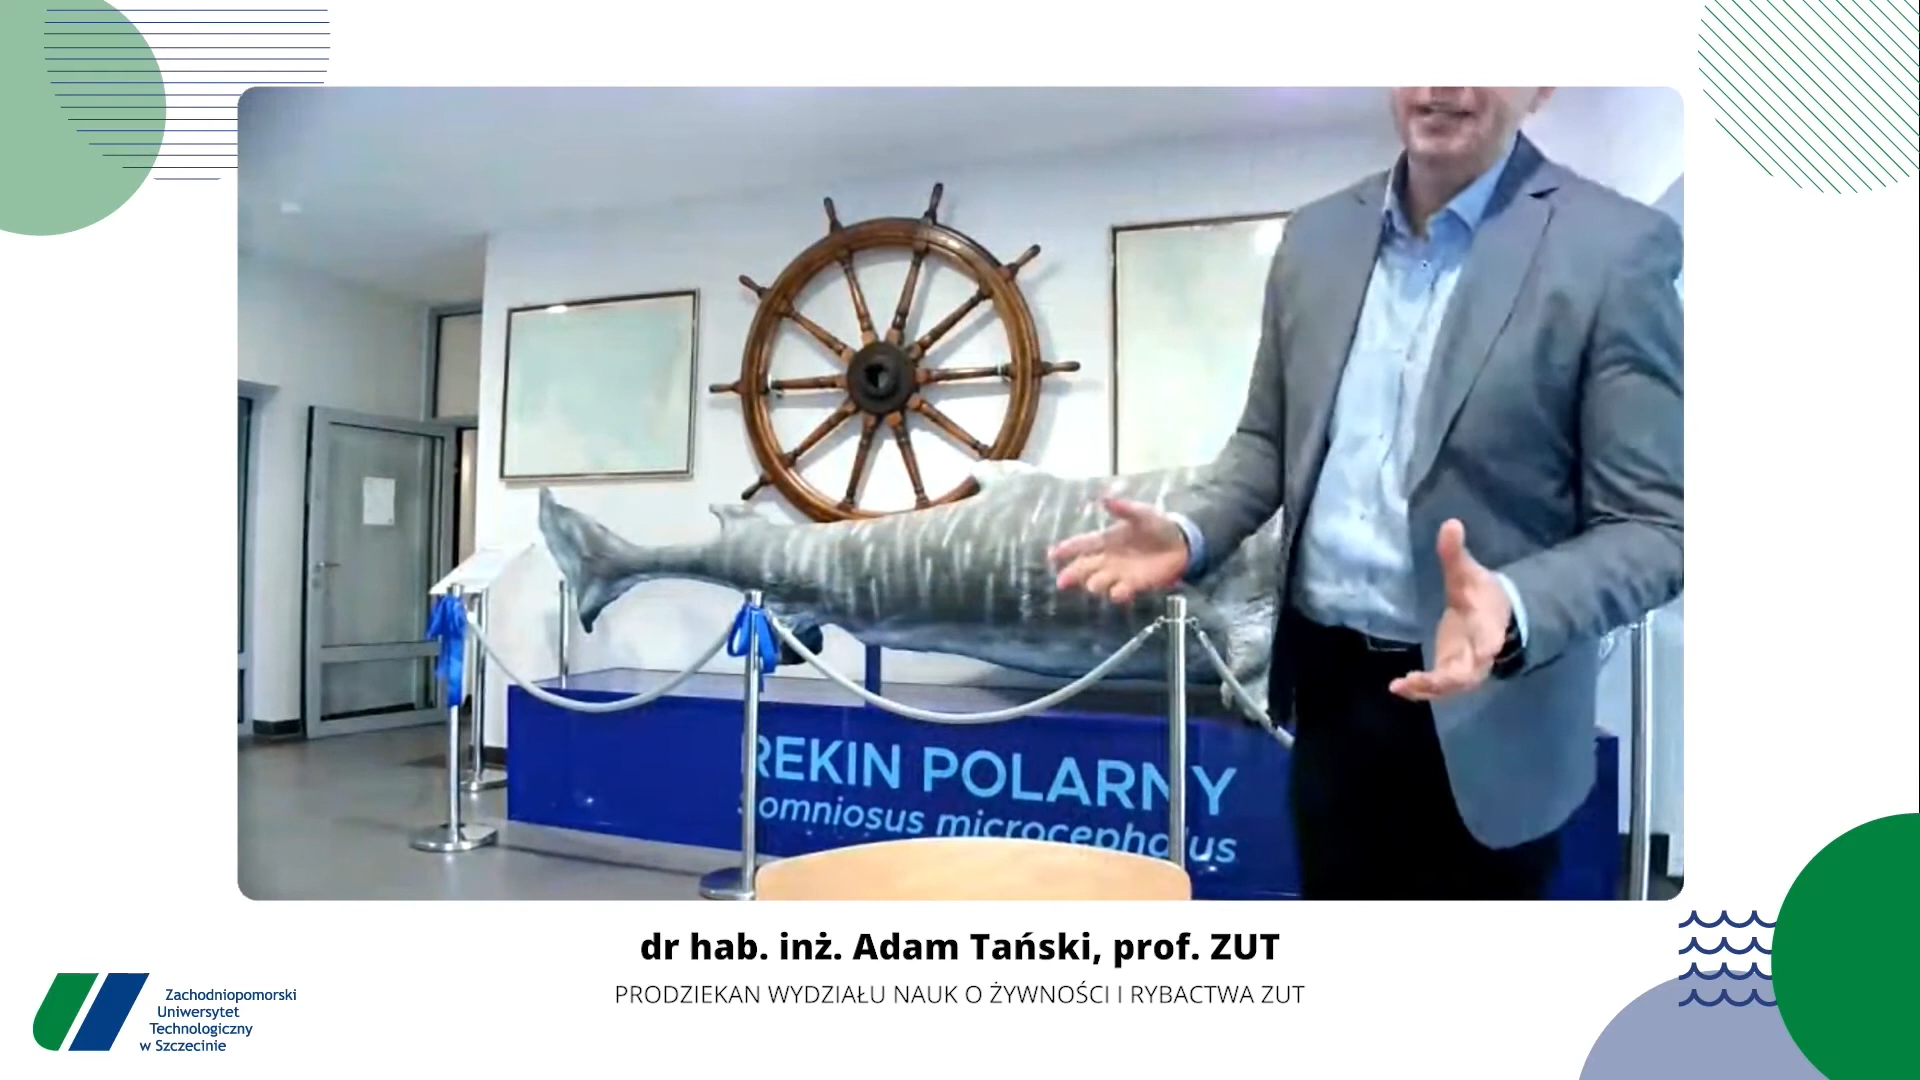 REKIN POLARNY
omniosus microcephalus
dr hab. inż. Adam Tański, prof. ZUT
PRODZIEKAN WYDZIAŁU NAUK O ŻYWNOŚCI I RYBACTWA ZUT
Zachodniopomorski
Uniwersytet
Technologiczny
w Szczecinie